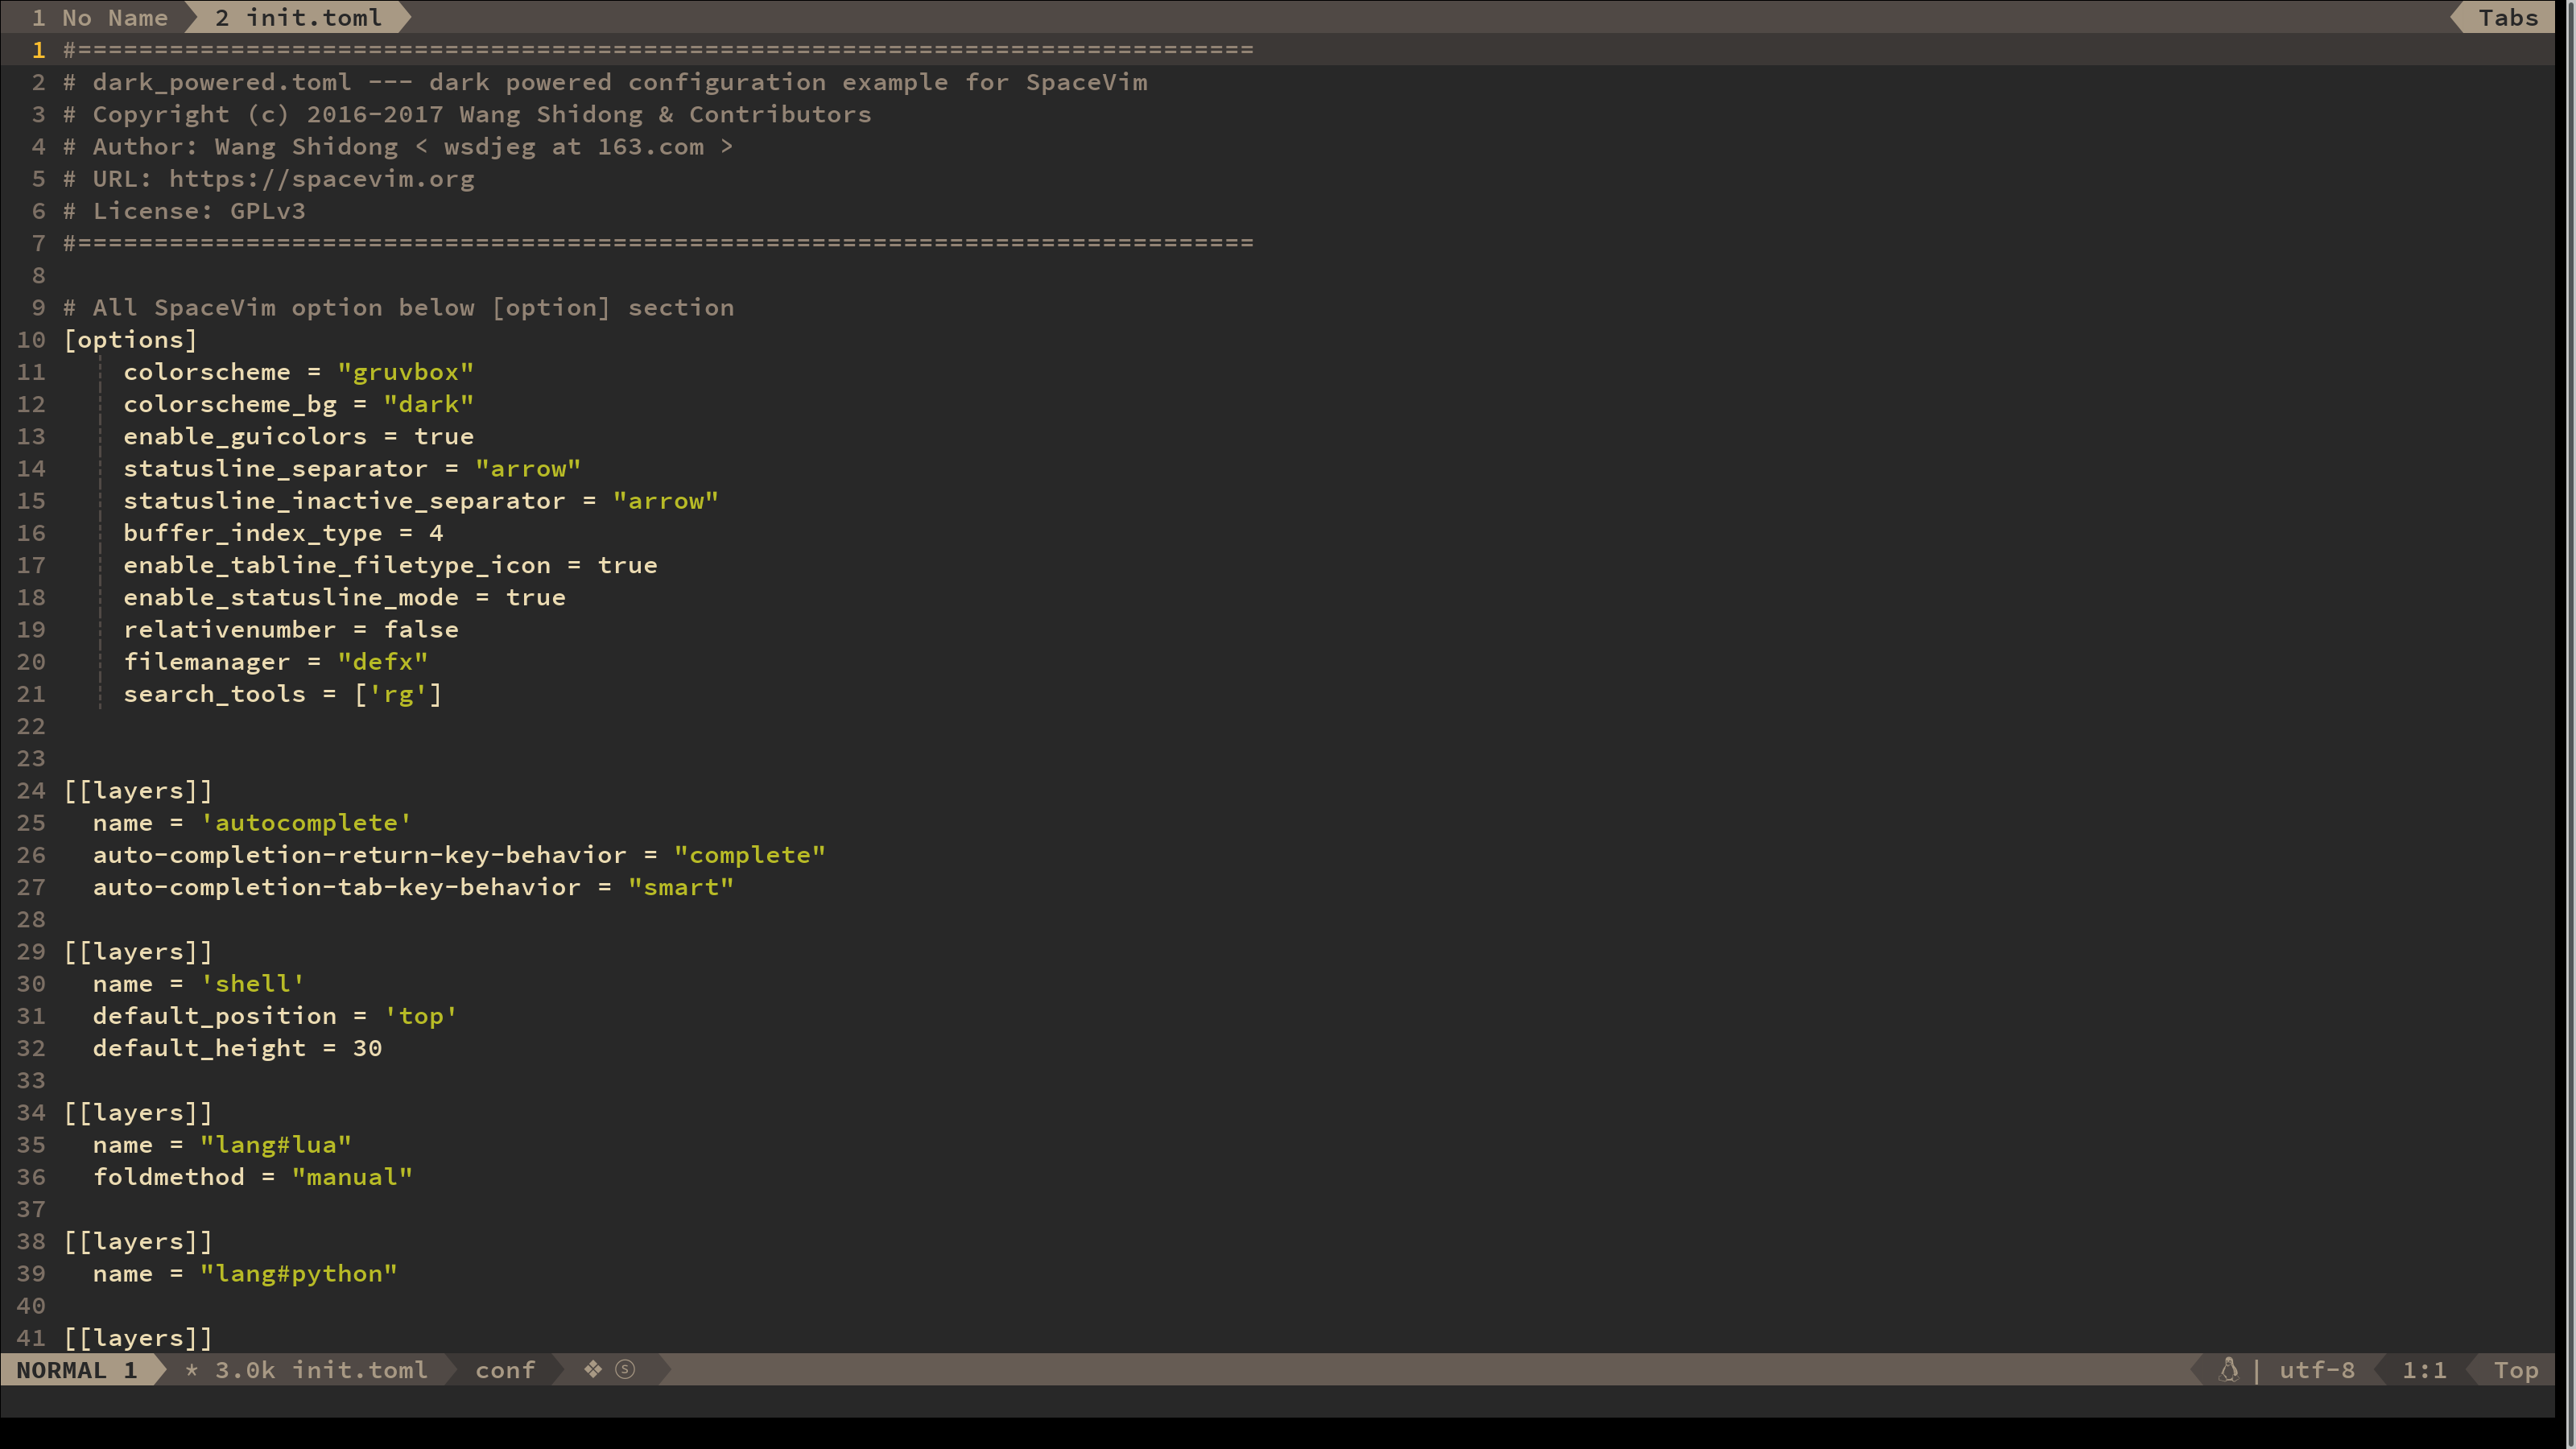 1 No Name 2 init.toml Tabs
1 #=============================================================================
2 # dark_powered.toml --- dark powered configuration example for SpaceVim
3 # Copyright (c) 2016-2017 Wang Shidong & Contributors
4 # Author: Wang Shidong < wsdjeg at 163.com >
5 # URL: https://spacevim.org
6 # License: GPLv3
7 #=============================================================================
8
9 # All SpaceVim option below [option] section
10 [options]
11 colorscheme = "gruvbox"
12 colorscheme_bg = "dark"
13 enable_guicolors = true
14 statusline_separator = "arrow"
15 statusline_inactive_separator = "arrow"
16 buffer_index_type = 4
17 enable_tabline_filetype_icon = true
18 enable_statusline_mode = true
19 relativenumber = false
20 filemanager = "defx"
21 search_tools = ['rg']
22
23
24 [[layers]]
25 name = 'autocomplete'
26 auto-completion-return-key-behavior = "complete"
27 auto-completion-tab-key-behavior = "smart"
28
29 [[layers]]
30 name = 'shell'
31 default_position = 'top'
32 default_height = 30
33
34 [[layers]]
35 name = "lang#lua"
36 foldmethod = "manual"
37
38 [[layers]]
39 name = "lang#python"
40
41 [[layers]]
NORMAL 1 * 3.0k init.toml conf ❖ ⓢ | utf-8 1:1 Top